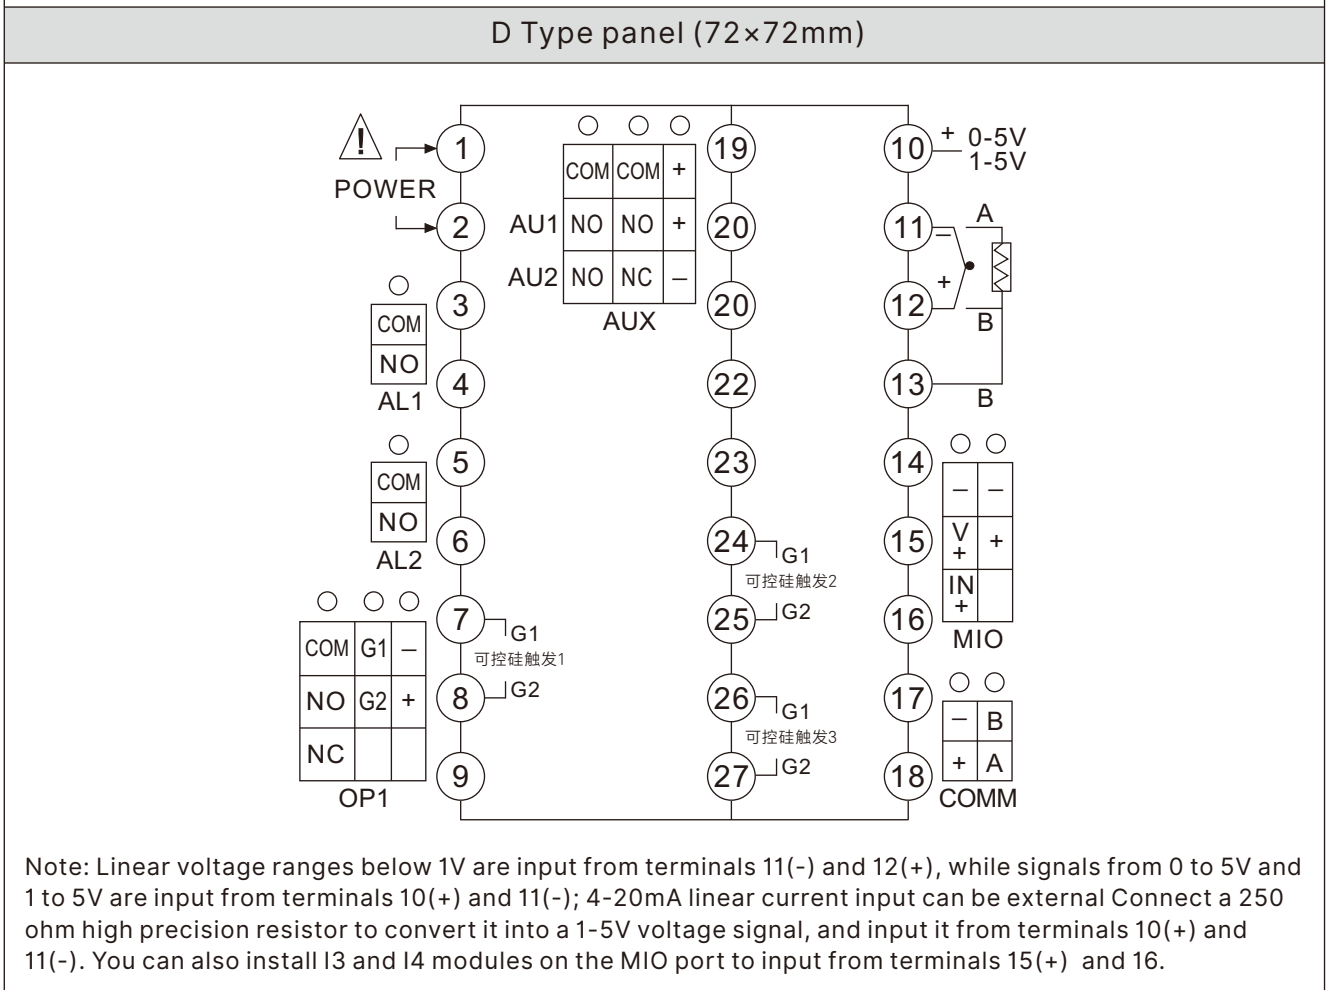 D Type panel (72×72mm)
POWER
1
2
3
4
5
6
7
8
9
COM
NO
AL1
COM
NO
AL2
COM G1 –
NO G2 +
NC
OP1
G1
可控硅触发1
G2
COM COM +
AU1 NO NO +
AU2 NO NC –
AUX
19
20
20
22
23
24
25
26
27
G1
可控硅触发2
G2
G1
可控硅触发3
G2
10
11
12
13
14
15
16
17
18
+ 0-5V
1-5V
A
–
+
B
B
– –
V
+ +
IN
+
MIO
– B
+ A
COMM
Note: Linear voltage ranges below 1V are input from terminals 11(-) and 12(+), while signals from 0 to 5V and
1 to 5V are input from terminals 10(+) and 11(-); 4-20mA linear current input can be external Connect a 250
ohm high precision resistor to convert it into a 1-5V voltage signal, and input it from terminals 10(+) and
11(-). You can also install I3 and I4 modules on the MIO port to input from terminals 15(+) and 16.